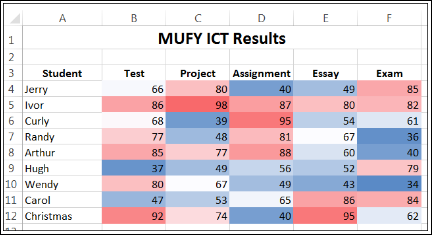 A B C D E F
1 MUFY ICT Results
2
3 Student Test Project Assignment Essay Exam
4 Jerry 66 80 40 49 85
5 Ivor 86 98 87 80 82
6 Curly 68 39 95 54 61
7 Randy 77 48 81 67 36
8 Arthur 85 77 88 60 40
9 Hugh 37 49 56 52 79
10 Wendy 80 67 49 43 34
11 Carol 47 53 65 86 84
12 Christmas 92 74 40 95 62